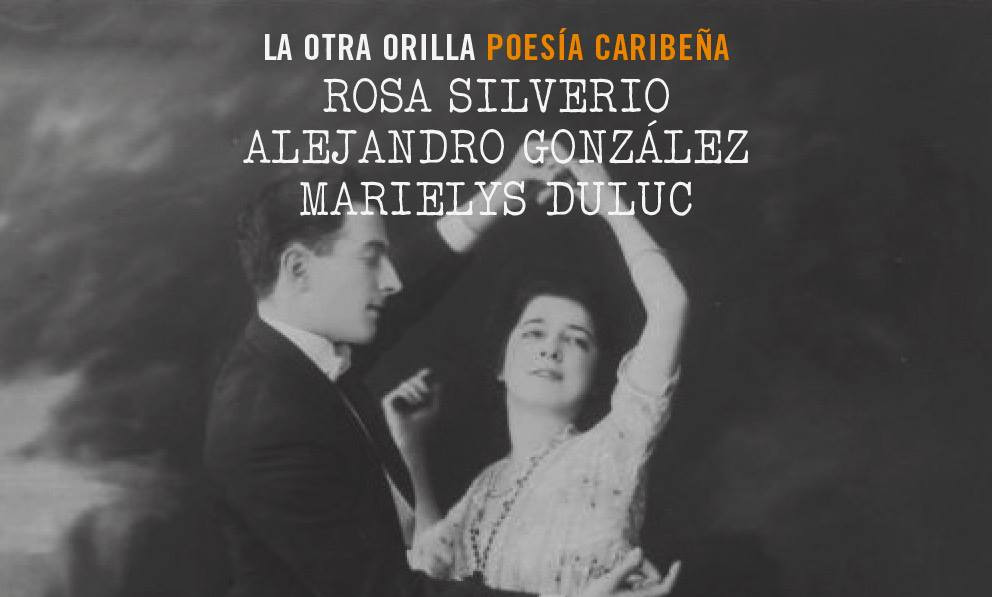 LA OTRA ORILLA POESÍA CARIBEÑA
ROSA SILVERIO
ALEJANDRO GONZÁLEZ
MARIELYS DULUC